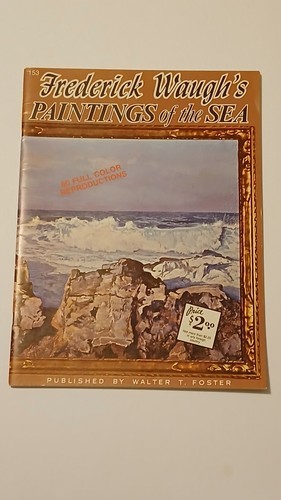 153
Frederick Waugh's
PAINTINGS of the SEA
FULL COLOR
REPRODUCTIONS
Price
$2.00
PUBLISHED BY WALTER T. FOSTER